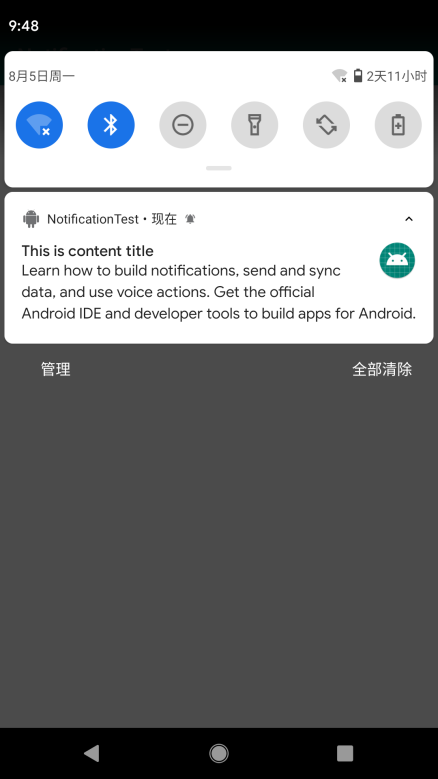 9:48
8月5日周一 2天11小时
NotificationTest • 现在
This is content title
Learn how to build notifications, send and sync
data, and use voice actions. Get the official
Android IDE and developer tools to build apps for Android.
管理 全部清除